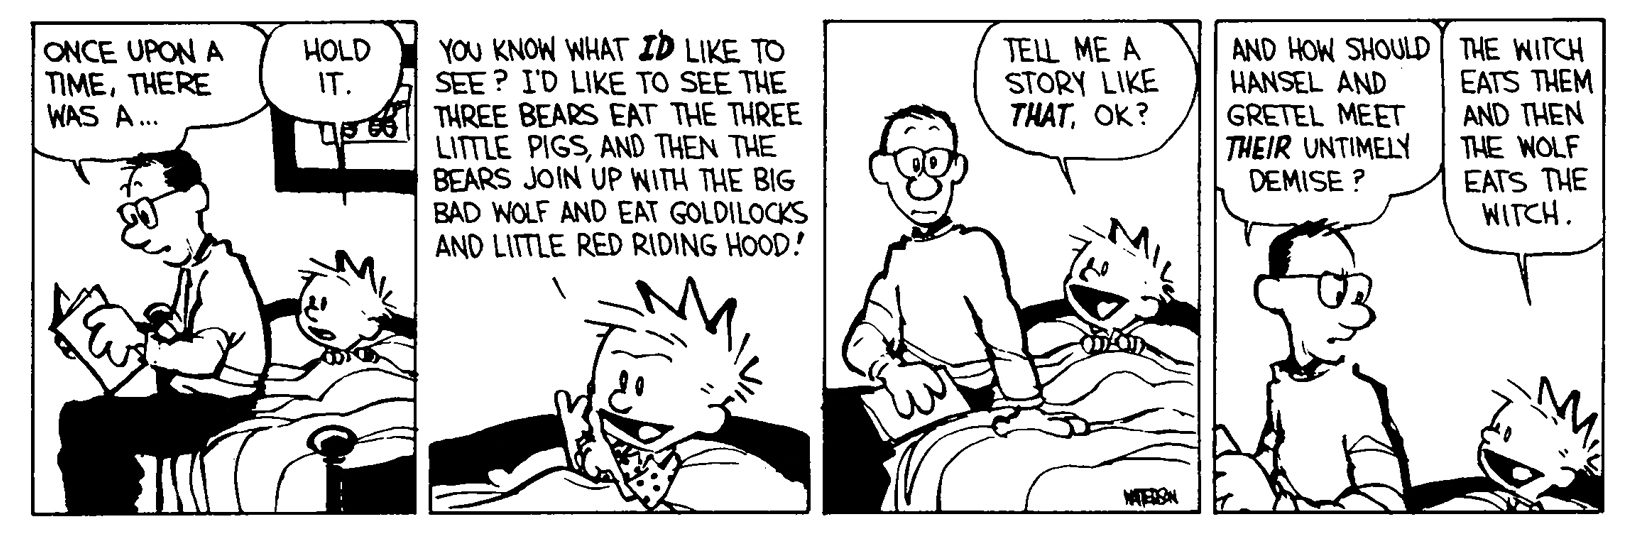 ONCE UPON A
TIME, THERE
WAS A...
HOLD
IT.
YOU KNOW WHAT I'D LIKE TO
SEE? I'D LIKE TO SEE THE
THREE BEARS EAT THE THREE
LITTLE PIGS, AND THEN THE
BEARS JOIN UP WITH THE BIG
BAD WOLF AND EAT GOLDILOCKS
AND LITTLE RED RIDING HOOD!
TELL ME A
STORY LIKE
THAT, OK?
WATTERSON
AND HOW SHOULD
HANSEL AND
GRETEL MEET
THEIR UNTIMELY
DEMISE?
THE WITCH
EATS THEM
AND THEN
THE WOLF
EATS THE
WITCH.